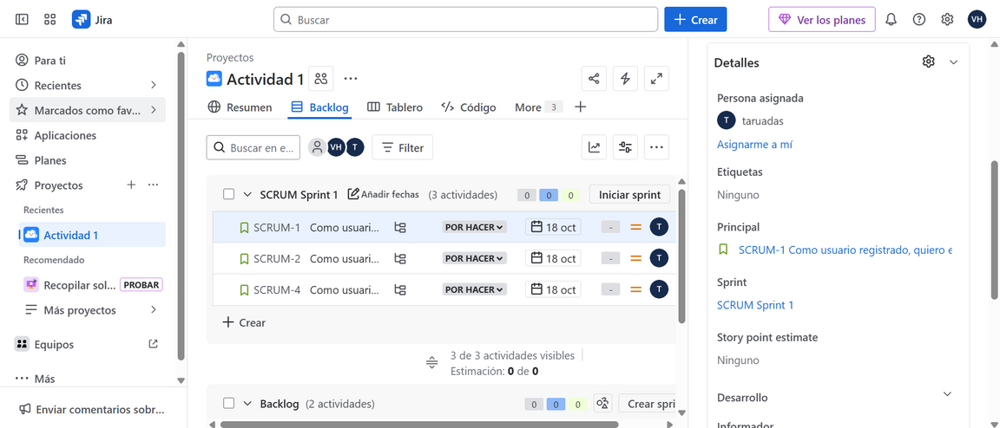 Jira
Buscar
Crear
Ver los planes
VH
Para ti
Recientes
Marcados como fav...
Aplicaciones
Planes
Proyectos
Recientes
Actividad 1
Recomendado
Recopilar sol... PROBAR
Más proyectos
Equipos
Más
Enviar comentarios sobr...
Proyectos
Actividad 1
Resumen Backlog Tablero Código More 3
Buscar en e... VH T Filter
SCRUM Sprint 1 Añadir fechas (3 actividades) 0 0 0 Iniciar sprint
SCRUM-1 Como usuari... POR HACER 18 oct - T
SCRUM-2 Como usuari... POR HACER 18 oct - T
SCRUM-4 Como usuari... POR HACER 18 oct - T
Crear
3 de 3 actividades visibles
Estimación: 0 de 0
Backlog (2 actividades) 0 0 0 Crear spri
Detalles
Persona asignada
T taruadas
Asignarme a mí
Etiquetas
Ninguno
Principal
SCRUM-1 Como usuario registrado, quiero e
Sprint
SCRUM Sprint 1
Story point estimate
Ninguno
Desarrollo
Informador